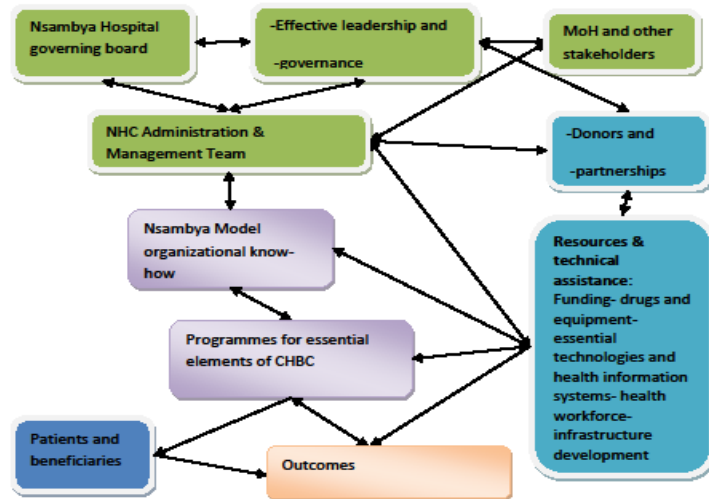 Nsambya Hospital
governing board
-Effective leadership and
-governance
MoH and other
stakeholders
NHC Administration &
Management Team
-Donors and
-partnerships
Nsambya Model
organizational know-
how
Resources &
technical
assistance:
Funding- drugs and
equipment-
essential
technologies and
health information
systems- health
workforce-
infrastructure
development
Programmes for essential
elements of CHBC
Patients and
beneficiaries
Outcomes